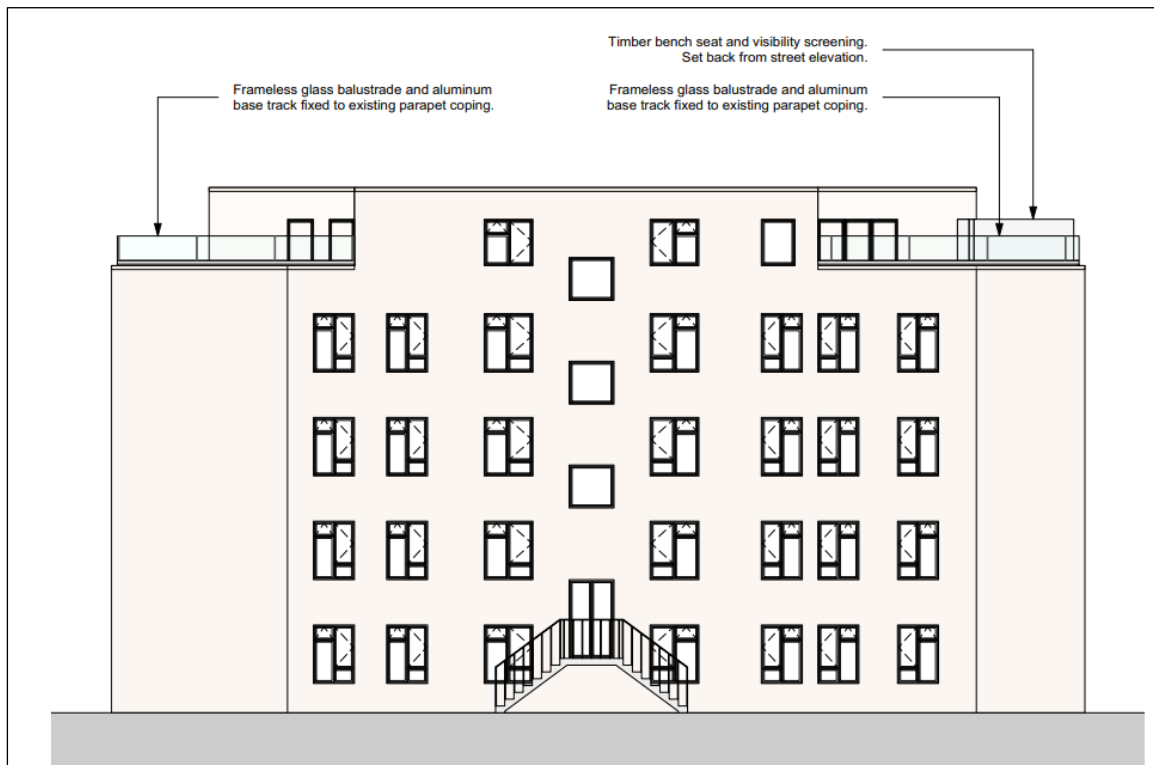 Timber bench seat and visibility screening.
Set back from street elevation.
Frameless glass balustrade and aluminum
base track fixed to existing parapet coping.
Frameless glass balustrade and aluminum
base track fixed to existing parapet coping.